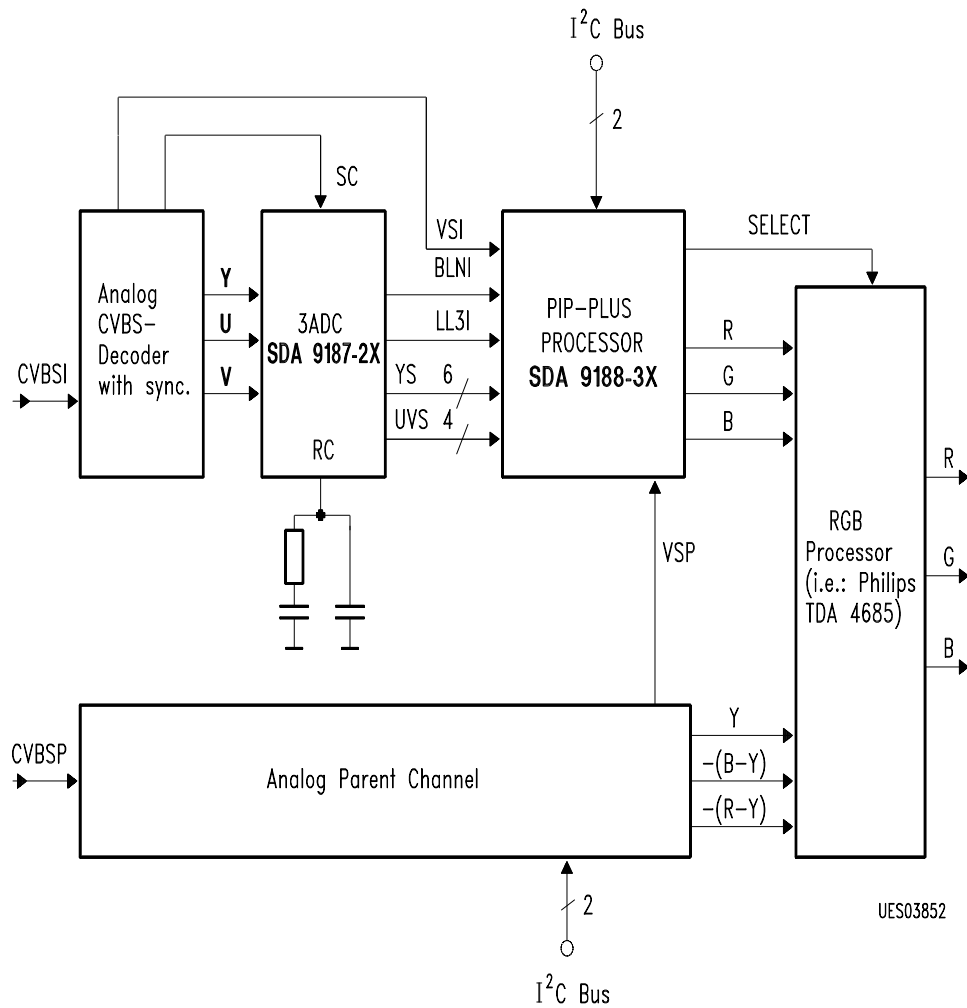 I²C Bus
2
SC
VSI
SELECT
BLNI
Analog
CVBS-
Decoder
with sync.
Y
U
V
3ADC
SDA 9187-2X
LL3I
PIP-PLUS
PROCESSOR
SDA 9188-3X
R
G
B
CVBSI
YS 6
UVS 4
RC
R
G
B
VSP
RGB
Processor
(i.e.: Philips
TDA 4685)
CVBSP
Analog Parent Channel
Y
-(B-Y)
-(R-Y)
2
UES03852
I²C Bus